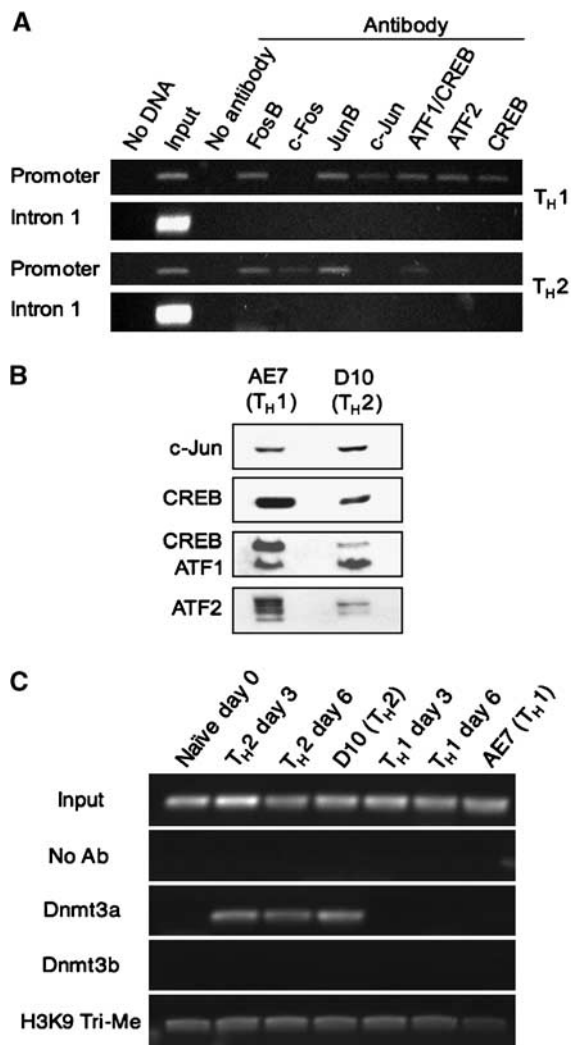 A
Antibody
No DNA
Input
No antibody
FosB
c-Fos
JunB
c-Jun
ATF1/CREB
ATF2
CREB
Promoter
Intron 1
TH1
Promoter
Intron 1
TH2
B
AE7 (TH1)
D10 (TH2)
c-Jun
CREB
CREB
ATF1
ATF2
C
Naïve day 0
TH2 day 3
TH2 day 6
D10 (TH2)
TH1 day 3
TH1 day 6
AE7 (TH1)
Input
No Ab
Dnmt3a
Dnmt3b
H3K9 Tri-Me